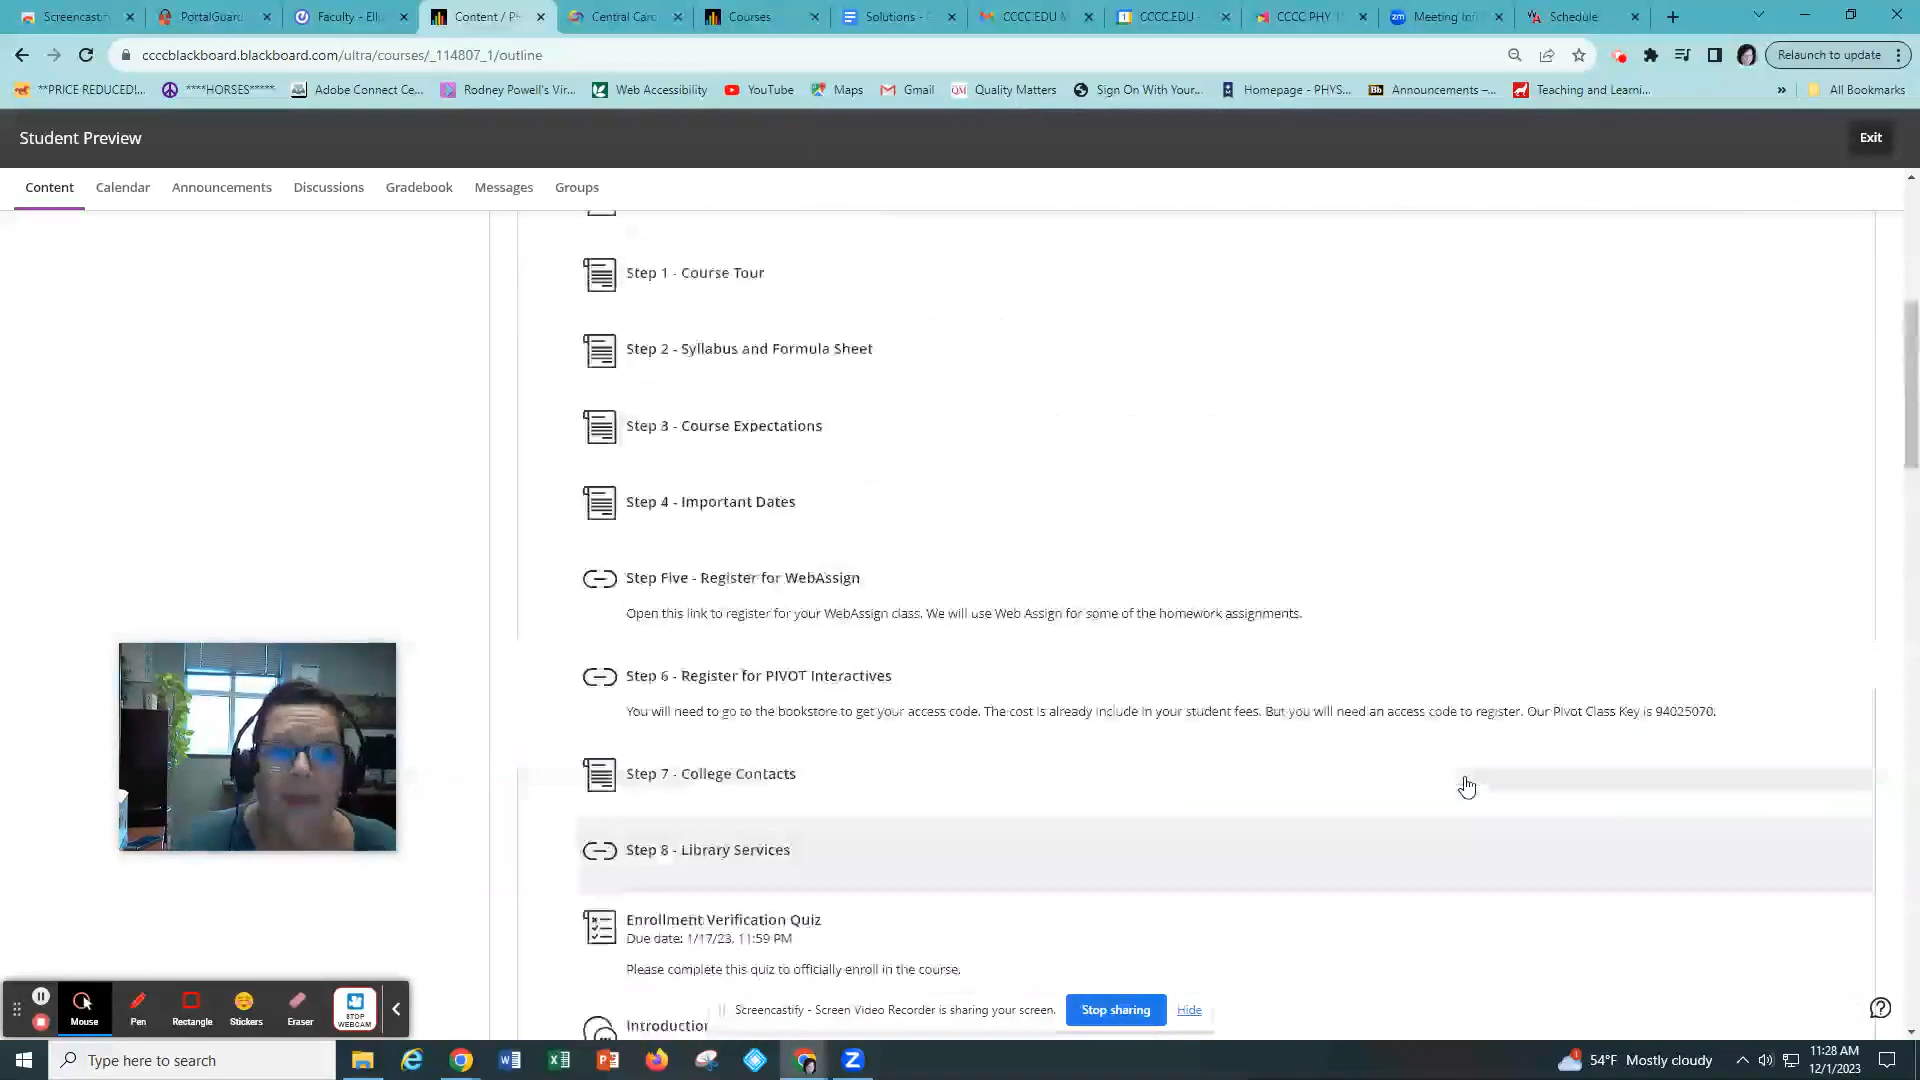 Screencasti
PortalGuard
Faculty - Ellu
Content / PH
Central Caro
Courses
Solutions -
CCCC.EDU M
CCCC.EDU -
CCCC PHY 1
Meeting Inf
Schedule
ccccblackboard.blackboard.com/ultra/courses/_114807_1/outline
Relaunch to update
**PRICE REDUCED!...
****HORSES*****
Adobe Connect Ce...
Rodney Powell's Vir...
Web Accessibility
YouTube
Maps
Gmail
Quality Matters
Sign On With Your...
Homepage - PHYS...
Announcements –...
Teaching and Learni...
»
All Bookmarks
Student Preview
Exit
Content
Calendar
Announcements
Discussions
Gradebook
Messages
Groups
Step 1 - Course Tour
Step 2 - Syllabus and Formula Sheet
Step 3 - Course Expectations
Step 4 - Important Dates
Step Five - Register for WebAssign
Open this link to register for your WebAssign class. We will use Web Assign for some of the homework assignments.
Step 6 - Register for PIVOT Interactives
You will need to go to the bookstore to get your access code. The cost is already include in your student fees. But you will need an access code to register. Our Pivot Class Key is 94025070.
Step 7 - College Contacts
Step 8 - Library Services
Enrollment Verification Quiz
Due date: 1/17/23, 11:59 PM
Please complete this quiz to officially enroll in the course.
Introduction
Mouse
Pen
Rectangle
Stickers
Eraser
STOP WEBCAM
Screencastify - Screen Video Recorder is sharing your screen.
Stop sharing
Hide
Type here to search
54°F Mostly cloudy
11:28 AM
12/1/2023